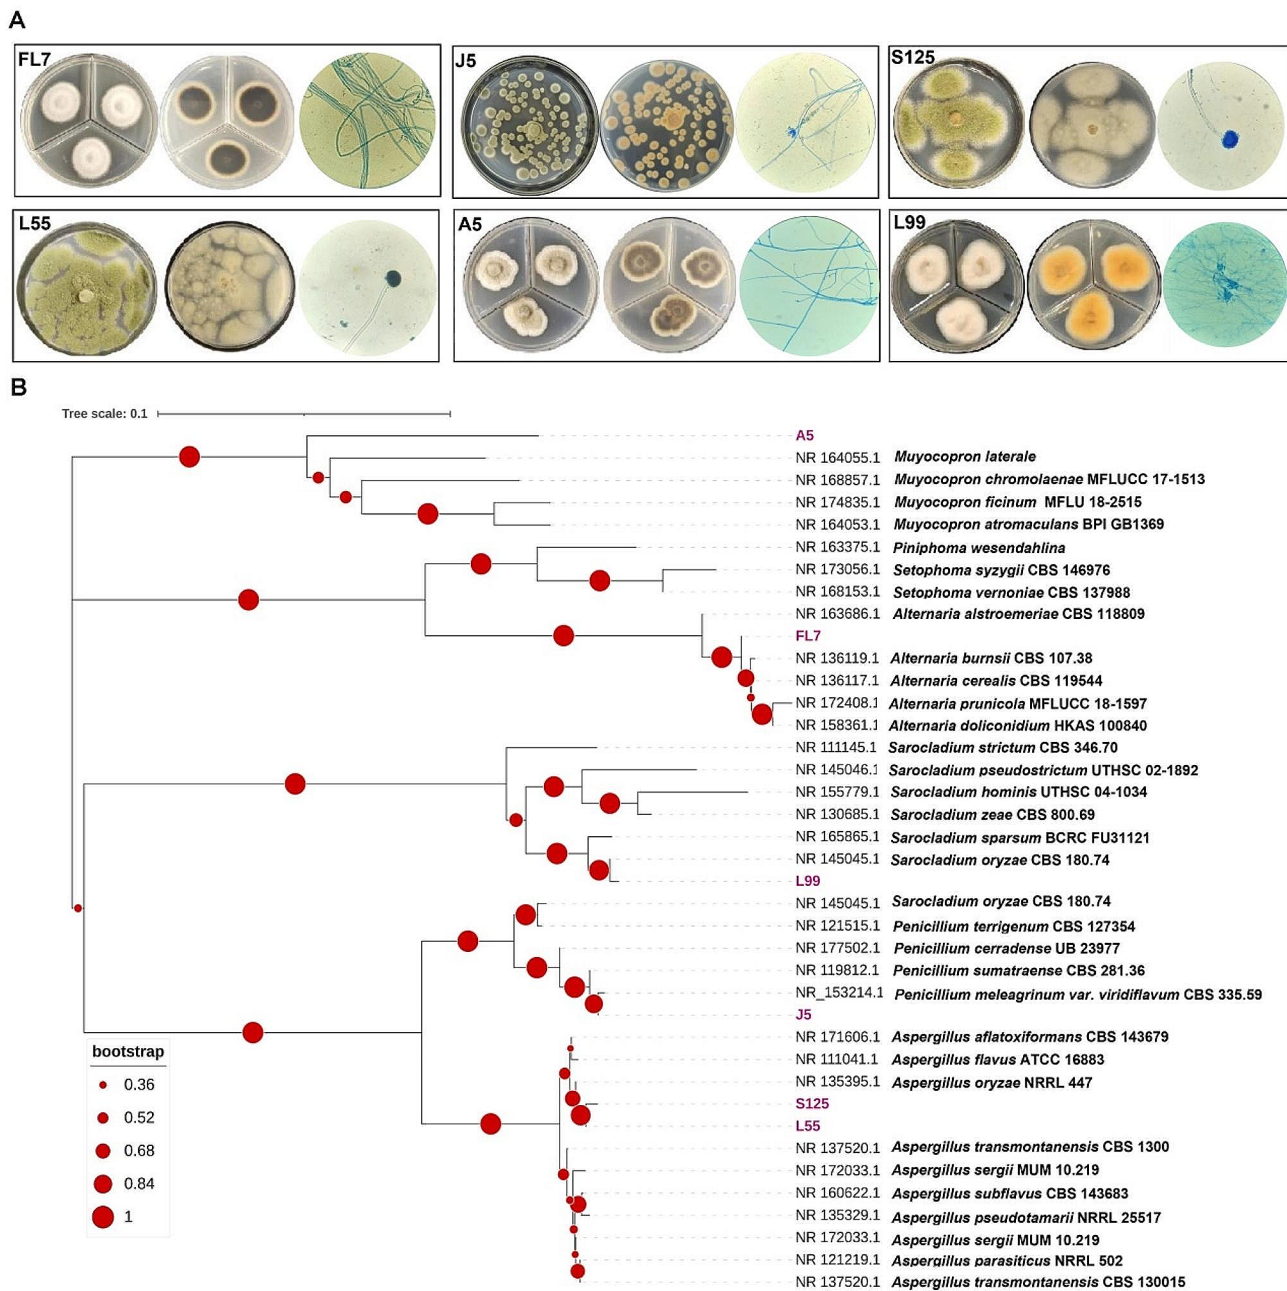 A
FL7
J5
S125
L55
A5
L99
B
Tree scale: 0.1
A5
NR 164055.1 Muyocopron laterale
NR 168857.1 Muyocopron chromolaenae MFLUCC 17-1513
NR 174835.1 Muyocopron ficinum MFLU 18-2515
NR 164053.1 Muyocopron atromaculans BPI GB1369
NR 163375.1 Piniphoma wesendahlina
NR 173056.1 Setophoma syzygii CBS 146976
NR 168153.1 Setophoma vernoniae CBS 137988
NR 163686.1 Alternaria alstroemeriae CBS 118809
FL7
NR 136119.1 Alternaria burnsii CBS 107.38
NR 136117.1 Alternaria cerealis CBS 119544
NR 172408.1 Alternaria prunicola MFLUCC 18-1597
NR 158361.1 Alternaria doliconidium HKAS 100840
NR 111145.1 Sarocladium strictum CBS 346.70
NR 145046.1 Sarocladium pseudostrictum UTHSC 02-1892
NR 155779.1 Sarocladium hominis UTHSC 04-1034
NR 130685.1 Sarocladium zeae CBS 800.69
NR 165865.1 Sarocladium sparsum BCRC FU31121
NR 145045.1 Sarocladium oryzae CBS 180.74
L99
NR 145045.1 Sarocladium oryzae CBS 180.74
NR 121515.1 Penicillium terrigenum CBS 127354
NR 177502.1 Penicillium cerradense UB 23977
NR 119812.1 Penicillium sumatraense CBS 281.36
NR_153214.1 Penicillium meleagrinum var. viridiflavum CBS 335.59
J5
NR 171606.1 Aspergillus aflatoxiformans CBS 143679
NR 111041.1 Aspergillus flavus ATCC 16883
NR 135395.1 Aspergillus oryzae NRRL 447
S125
L55
NR 137520.1 Aspergillus transmontanensis CBS 1300
NR 172033.1 Aspergillus sergii MUM 10.219
NR 160622.1 Aspergillus subflavus CBS 143683
NR 135329.1 Aspergillus pseudotamarii NRRL 25517
NR 172033.1 Aspergillus sergii MUM 10.219
NR 121219.1 Aspergillus parasiticus NRRL 502
NR 137520.1 Aspergillus transmontanensis CBS 130015
bootstrap
0.36
0.52
0.68
0.84
1